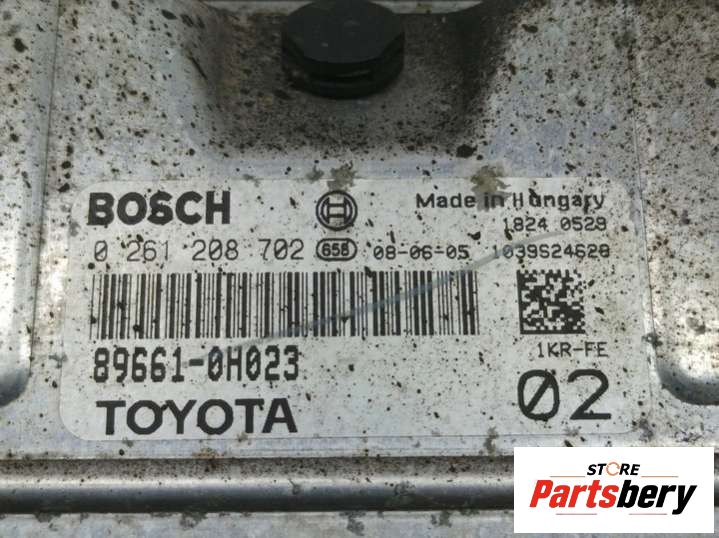 BOSCH
Made in Hungary
1824 0529
0 261 208 702 658 08-06-05 1039S24628
89661-0H023
1KR-FE
TOYOTA
02
STORE
Partsbery